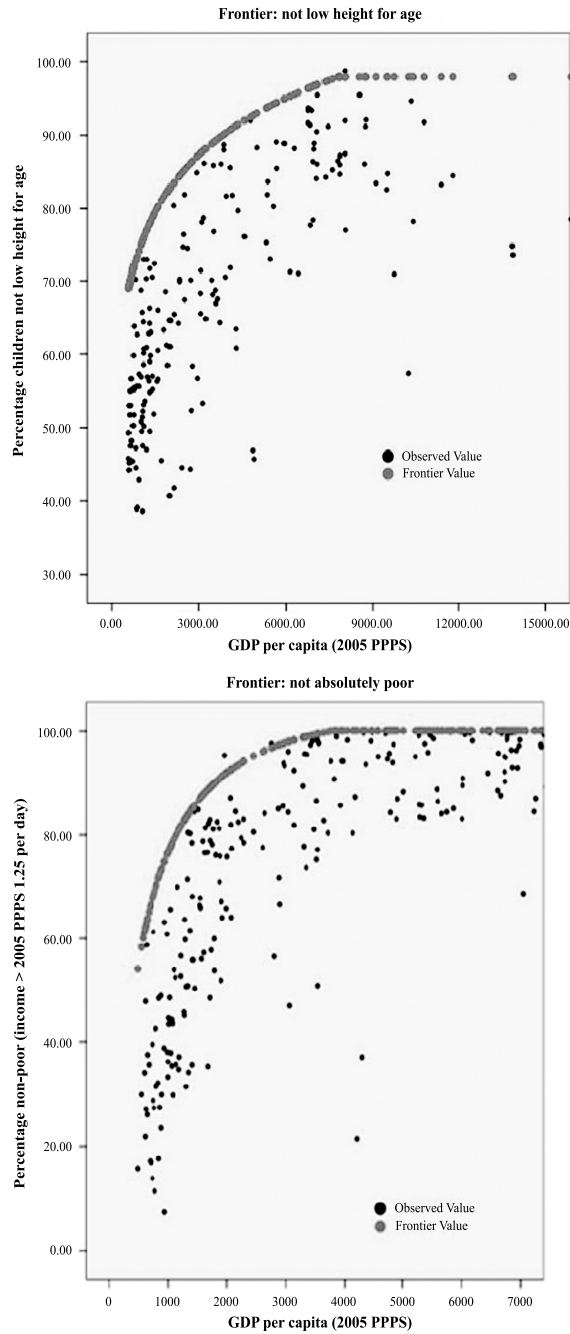 Frontier: not low height for age
100.00
90.00
80.00
70.00
60.00
50.00
40.00
30.00
Percentage children not low height for age
Observed Value
Frontier Value
0.00 3000.00 6000.00 9000.00 12000.00 15000.00
GDP per capita (2005 PPPS)
Frontier: not absolutely poor
100.00
80.00
60.00
40.00
20.00
0.00
Percentage non-poor (income > 2005 PPPS 1.25 per day)
Observed Value
Frontier Value
0 1000 2000 3000 4000 5000 6000 7000
GDP per capita (2005 PPPS)